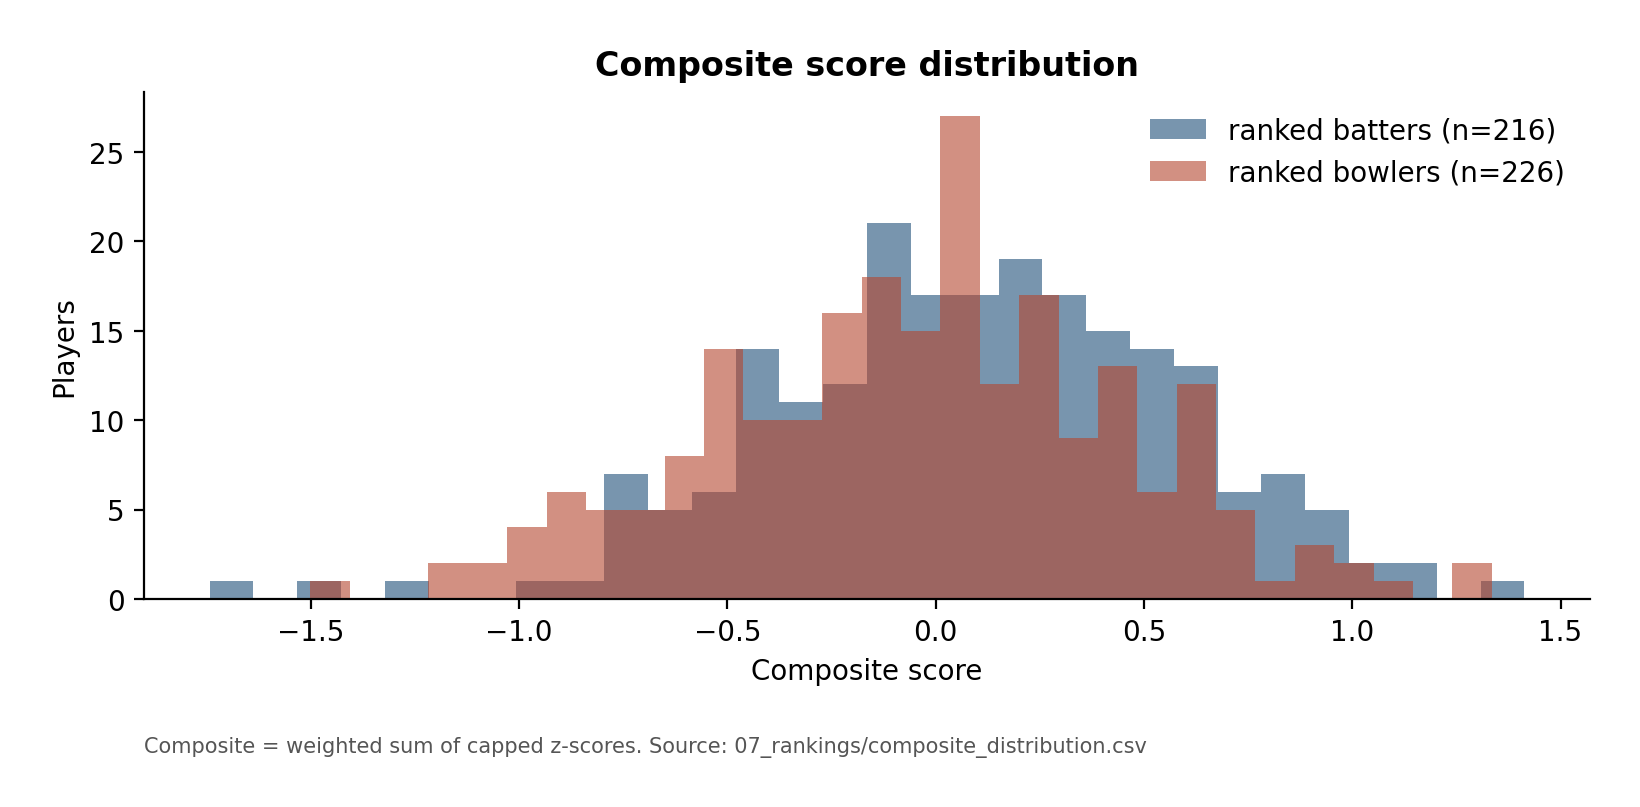 Composite score distribution
ranked batters (n=216)
ranked bowlers (n=226)
Players
25
20
15
10
5
0
−1.5 −1.0 −0.5 0.0 0.5 1.0 1.5
Composite score
Composite = weighted sum of capped z-scores. Source: 07_rankings/composite_distribution.csv